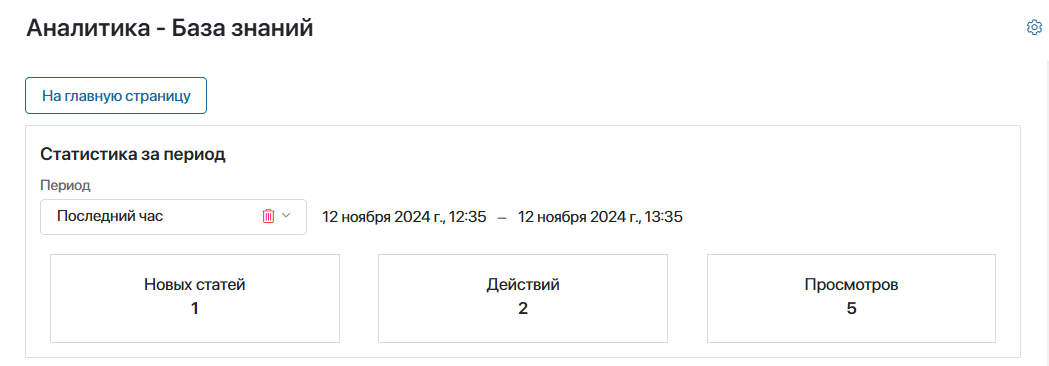 Аналитика - База знаний
На главную страницу
Статистика за период
Период
Последний час
12 ноября 2024 г., 12:35 – 12 ноября 2024 г., 13:35
Новых статей
1
Действий
2
Просмотров
5